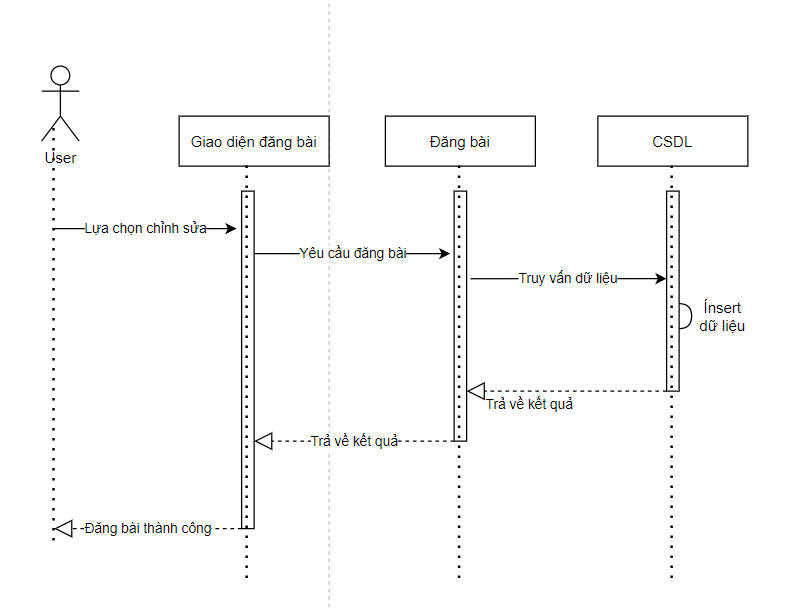 User
Giao diện đăng bài
Đăng bài
CSDL
Lựa chọn chỉnh sửa
Yêu cầu đăng bài
Truy vấn dữ liệu
Ínsert
dữ liệu
Trả về kết quả
Trả về kết quả
Đăng bài thành công